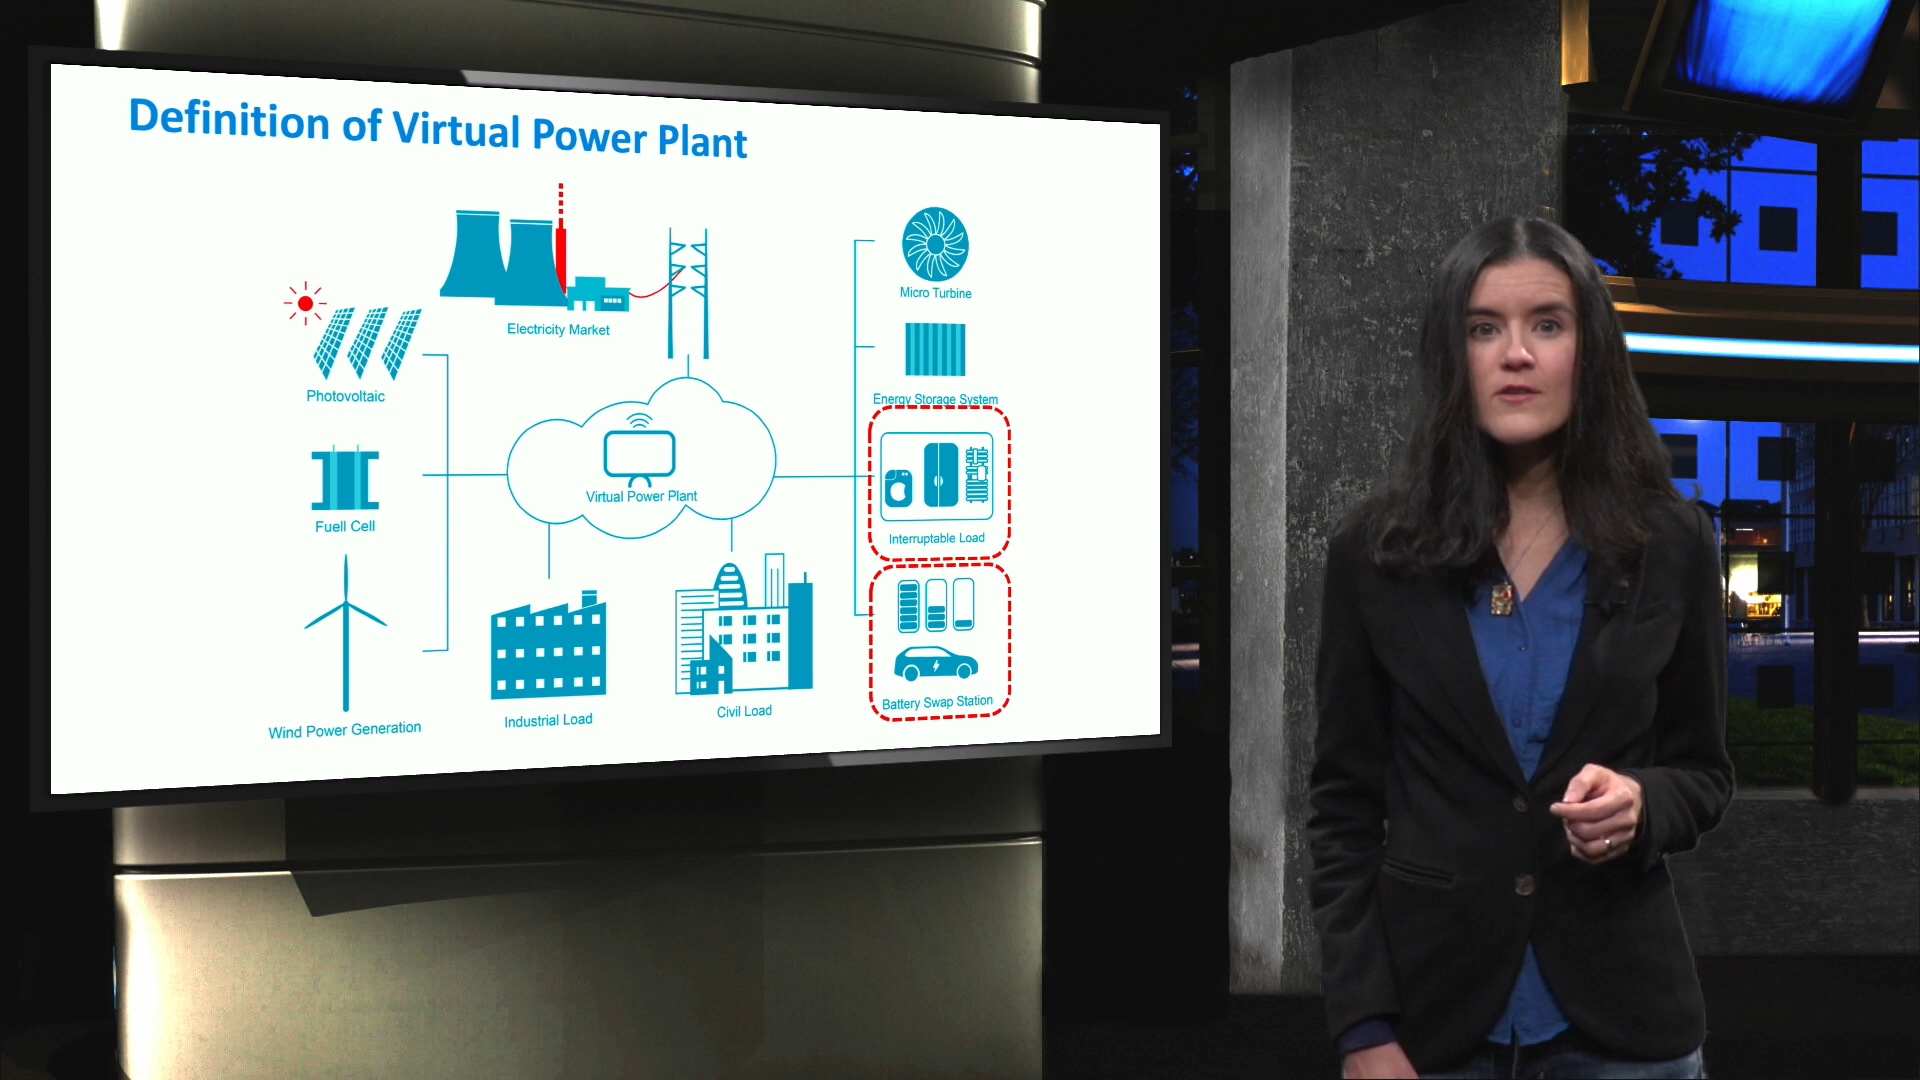 Definition of Virtual Power Plant
Electricity Market
Micro Turbine
Photovoltaic
Energy Storage System
Virtual Power Plant
Fuell Cell
Interruptable Load
Wind Power Generation
Industrial Load
Civil Load
Battery Swap Station